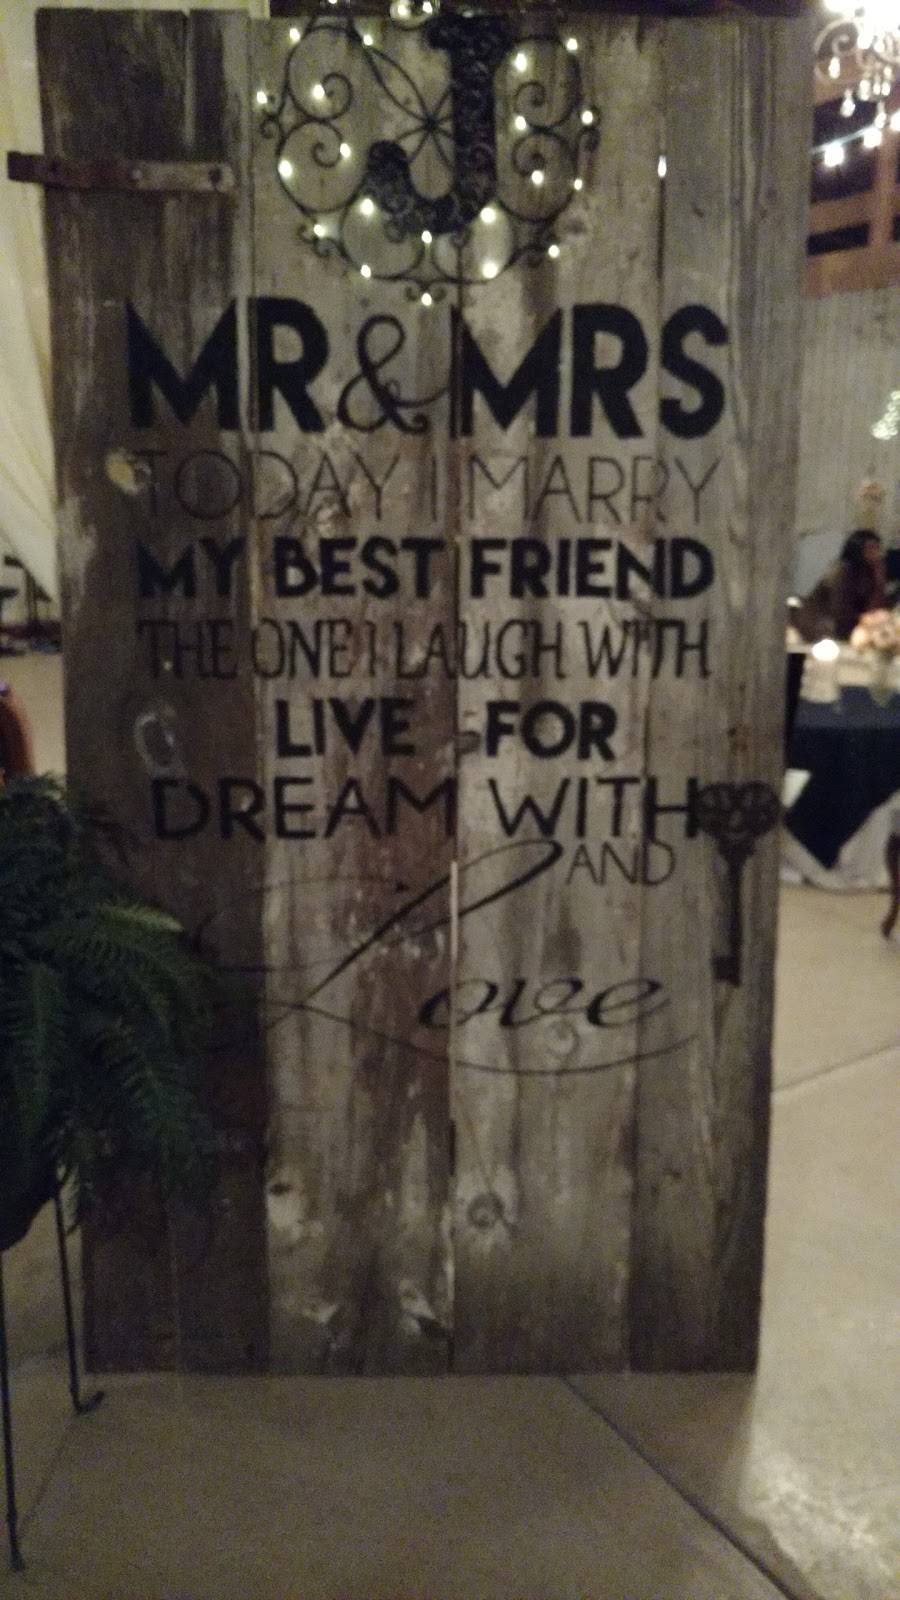 J
MR & MRS
TODAY I MARRY
MY BEST FRIEND
THE ONE I LAUGH WITH
LIVE FOR
DREAM WITH
AND
Love